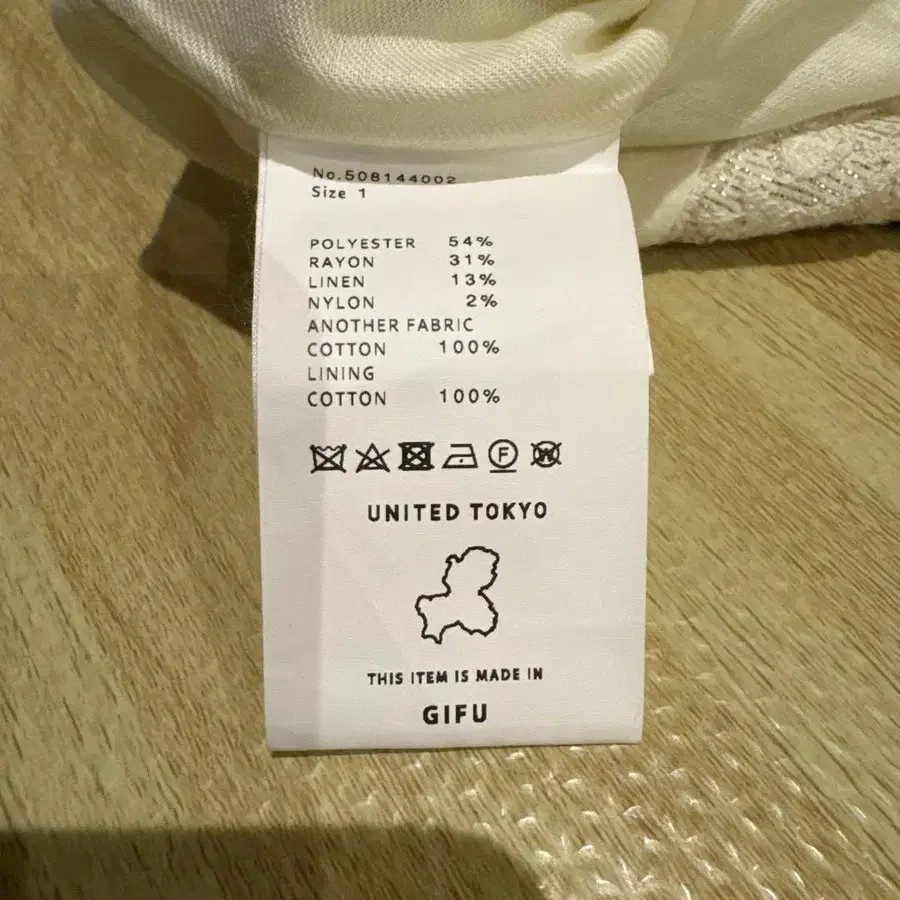 No.508144002
Size 1
POLYESTER 54%
RAYON 31%
LINEN 13%
NYLON 2%
ANOTHER FABRIC
COTTON 100%
LINING
COTTON 100%
F W
UNITED TOKYO
THIS ITEM IS MADE IN
GIFU